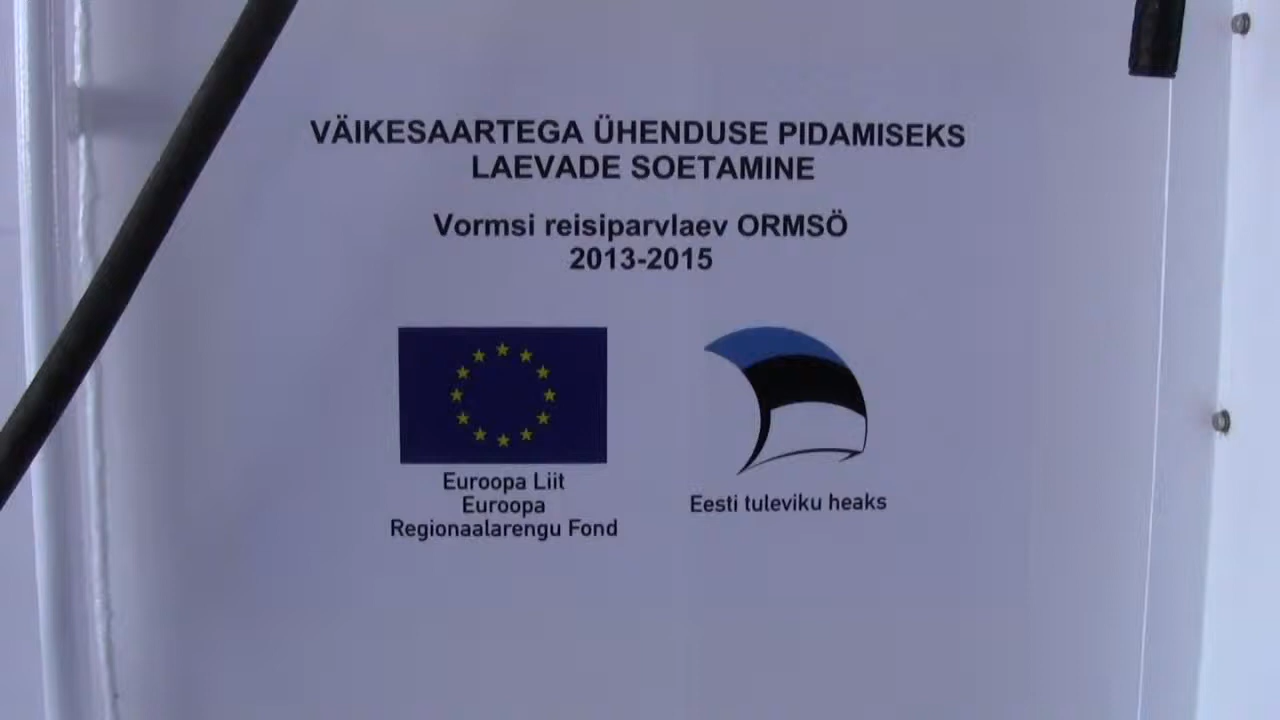 VÄIKESAARTEGA ÜHENDUSE PIDAMISEKS
LAEVADE SOETAMINE
Vormsi reisiparvlaev ORMSÖ
2013-2015
Euroopa Liit
Euroopa
Regionaalarengu Fond
Eesti tuleviku heaks